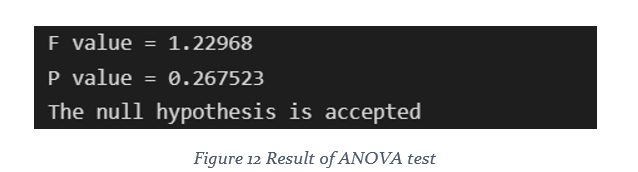 F value = 1.22968
P value = 0.267523
The null hypothesis is accepted
Figure 12 Result of ANOVA test